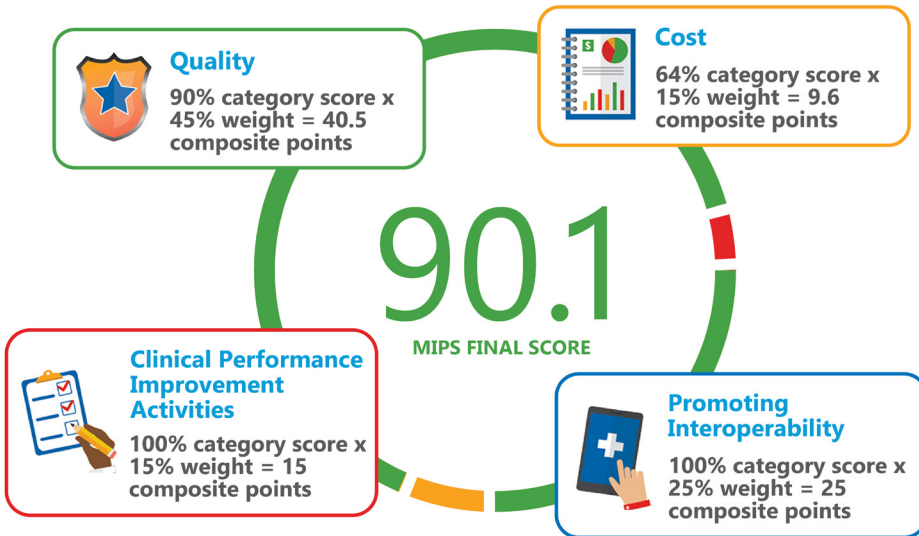 Quality
90% category score x
45% weight = 40.5
composite points
Cost
64% category score x
15% weight = 9.6
composite points
$
90.1
MIPS FINAL SCORE
Clinical Performance
Improvement
Activities
100% category score x
15% weight = 15
composite points
Promoting
Interoperability
100% category score x
25% weight = 25
composite points